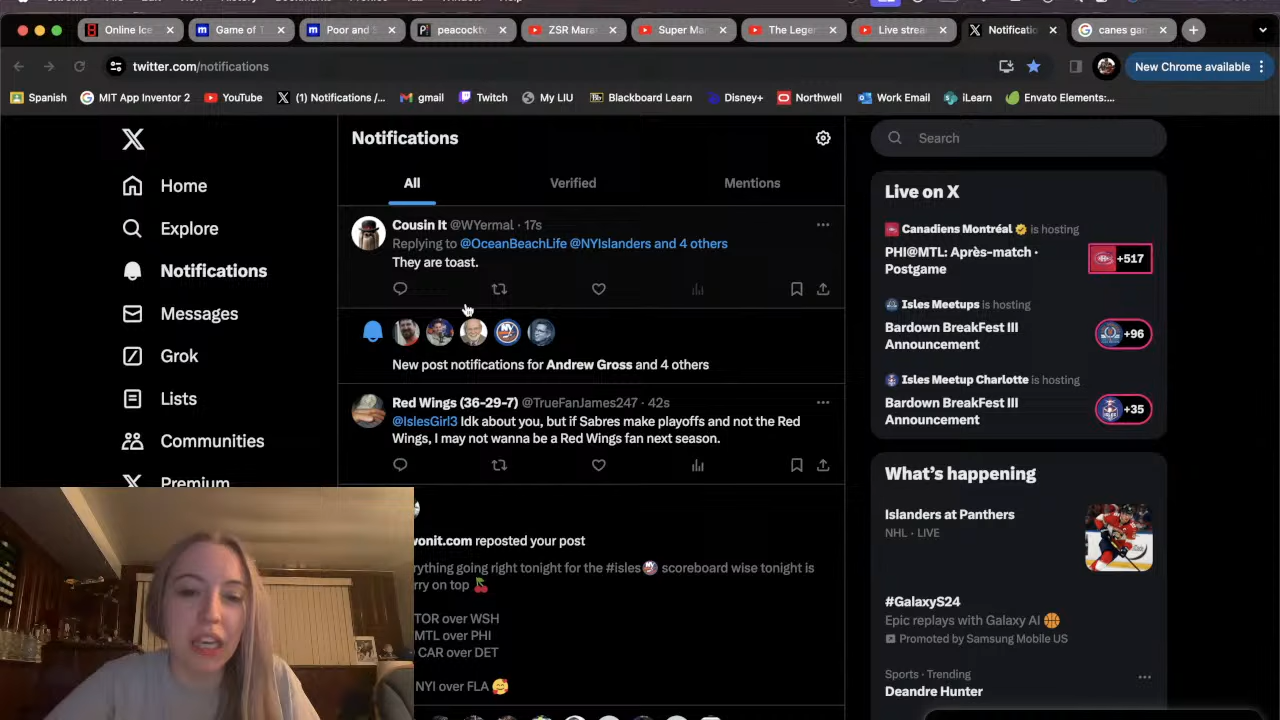 Online Ice
Game of T
Poor and S
peacockt
ZSR Mara
Super Ma
The Leger
Live strea
Notificatio
canes gam
twitter.com/notifications
New Chrome available
Spanish
MIT App Inventor 2
YouTube
(1) Notifications /...
gmail
Twitch
My LIU
Blackboard Learn
Disney+
Northwell
Work Email
iLearn
Envato Elements:...
Home
Explore
Notifications
Messages
Grok
Lists
Communities
Premium
Notifications
All
Verified
Mentions
Cousin It @WYermal · 17s
Replying to @OceanBeachLife @NYIslanders and 4 others
They are toast.
New post notifications for Andrew Gross and 4 others
Red Wings (36-29-7) @TrueFanJames247 · 42s
@IslesGirl3 Idk about you, but if Sabres make playoffs and not the Red
Wings, I may not wanna be a Red Wings fan next season.
vonit.com reposted your post
rything going right tonight for the #isles scoreboard wise tonight is
rry on top 🍒
TOR over WSH
MTL over PHI
CAR over DET
NYI over FLA 🥰
Search
Live on X
Canadiens Montréal is hosting
PHI@MTL: Après-match ·
Postgame
+517
Isles Meetups is hosting
Bardown BreakFest III
Announcement
+96
Isles Meetup Charlotte is hosting
Bardown BreakFest III
Announcement
+35
What's happening
Islanders at Panthers
NHL · LIVE
#GalaxyS24
Epic replays with Galaxy AI 🏀
Promoted by Samsung Mobile US
Sports · Trending
Deandre Hunter